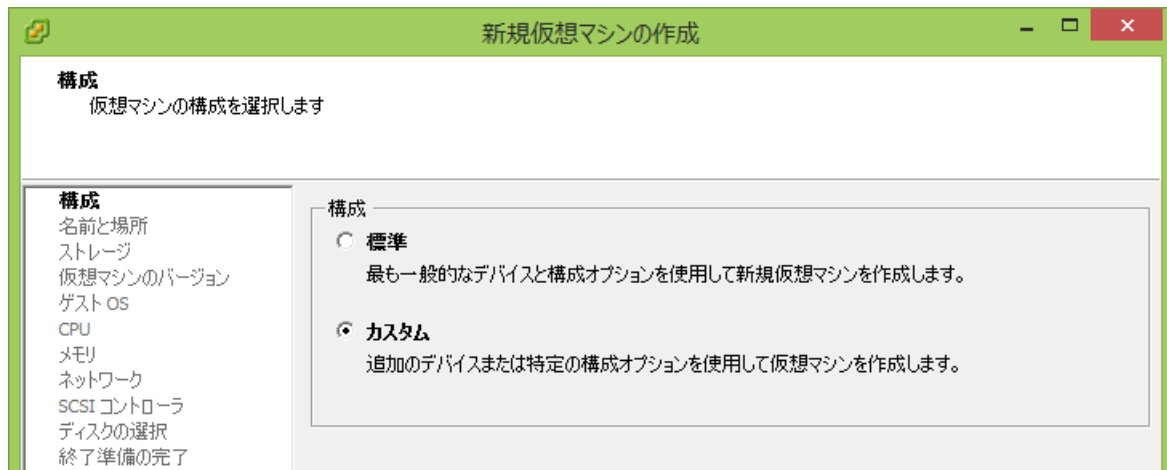 新規仮想マシンの作成
構成
仮想マシンの構成を選択します
構成
名前と場所
ストレージ
仮想マシンのバージョン
ゲスト OS
CPU
メモリ
ネットワーク
SCSI コントローラ
ディスクの選択
終了準備の完了
構成
標準
最も一般的なデバイスと構成オプションを使用して新規仮想マシンを作成します。
カスタム
追加のデバイスまたは特定の構成オプションを使用して仮想マシンを作成します。